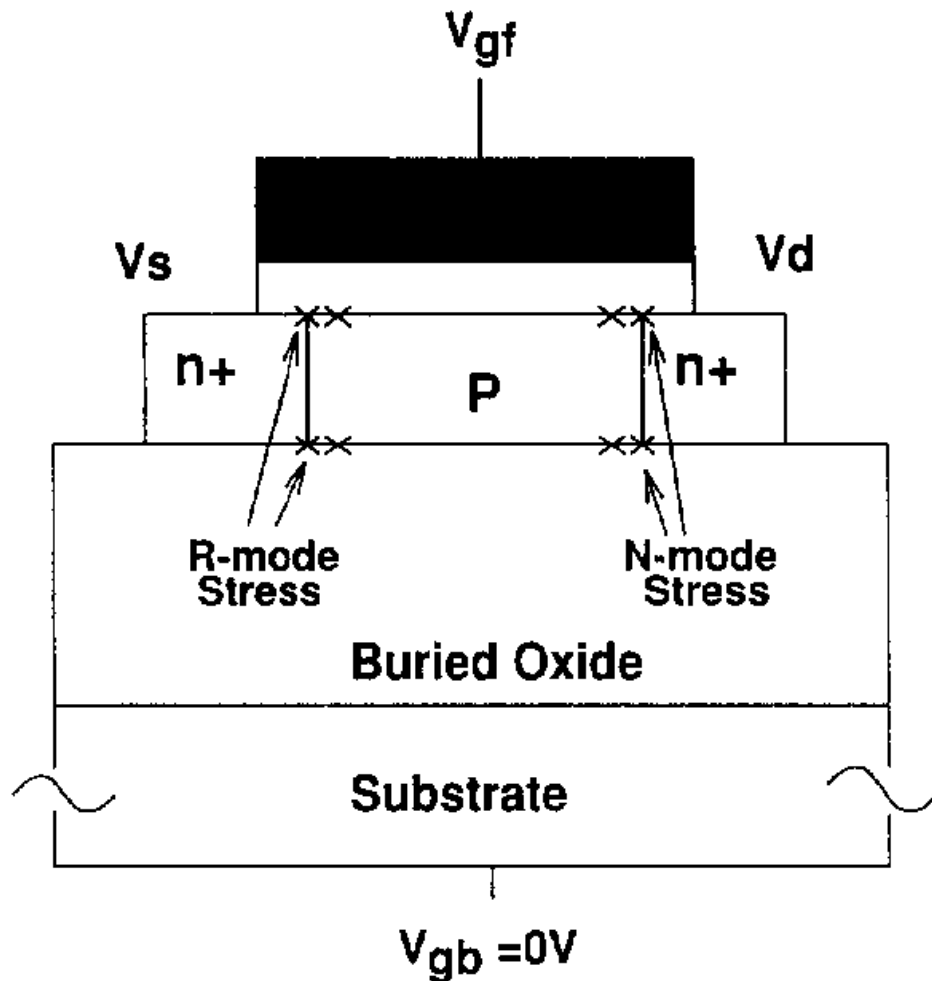 Vgf
Vs
Vd
n+
P
n+
R-mode
Stress
N-mode
Stress
Buried Oxide
Substrate
Vgb =0V